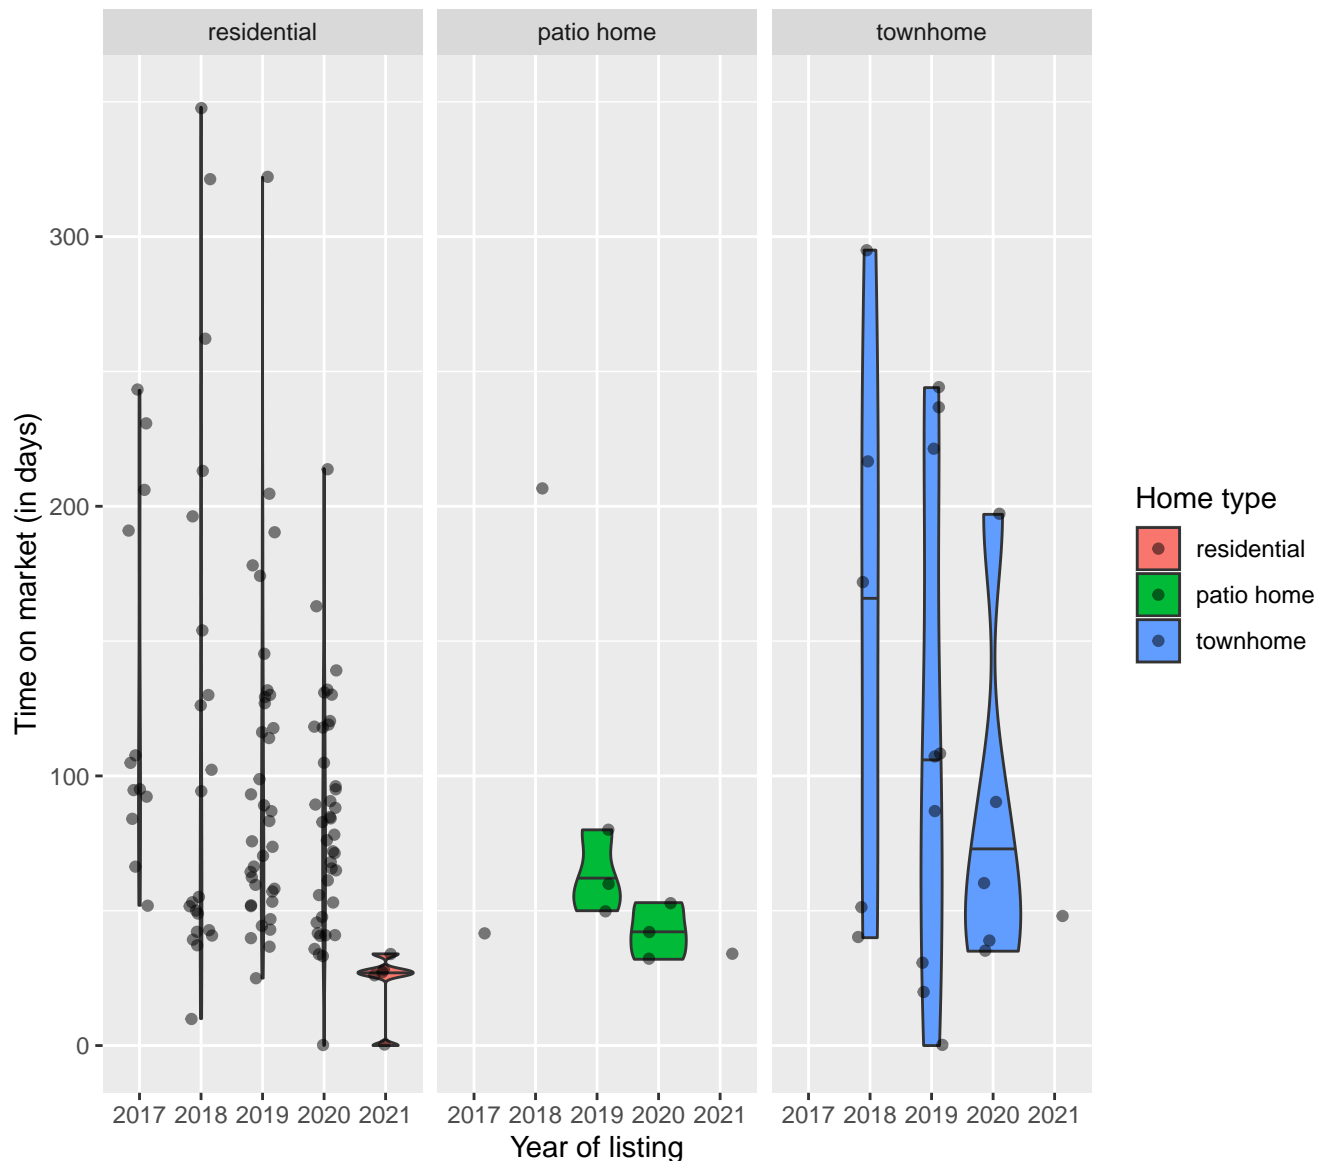 residential
patio home
townhome
Time on market (in days)
300
200
100
0
2017 2018 2019 2020 2021
2017 2018 2019 2020 2021
2017 2018 2019 2020 2021
Year of listing
Home type
residential
patio home
townhome